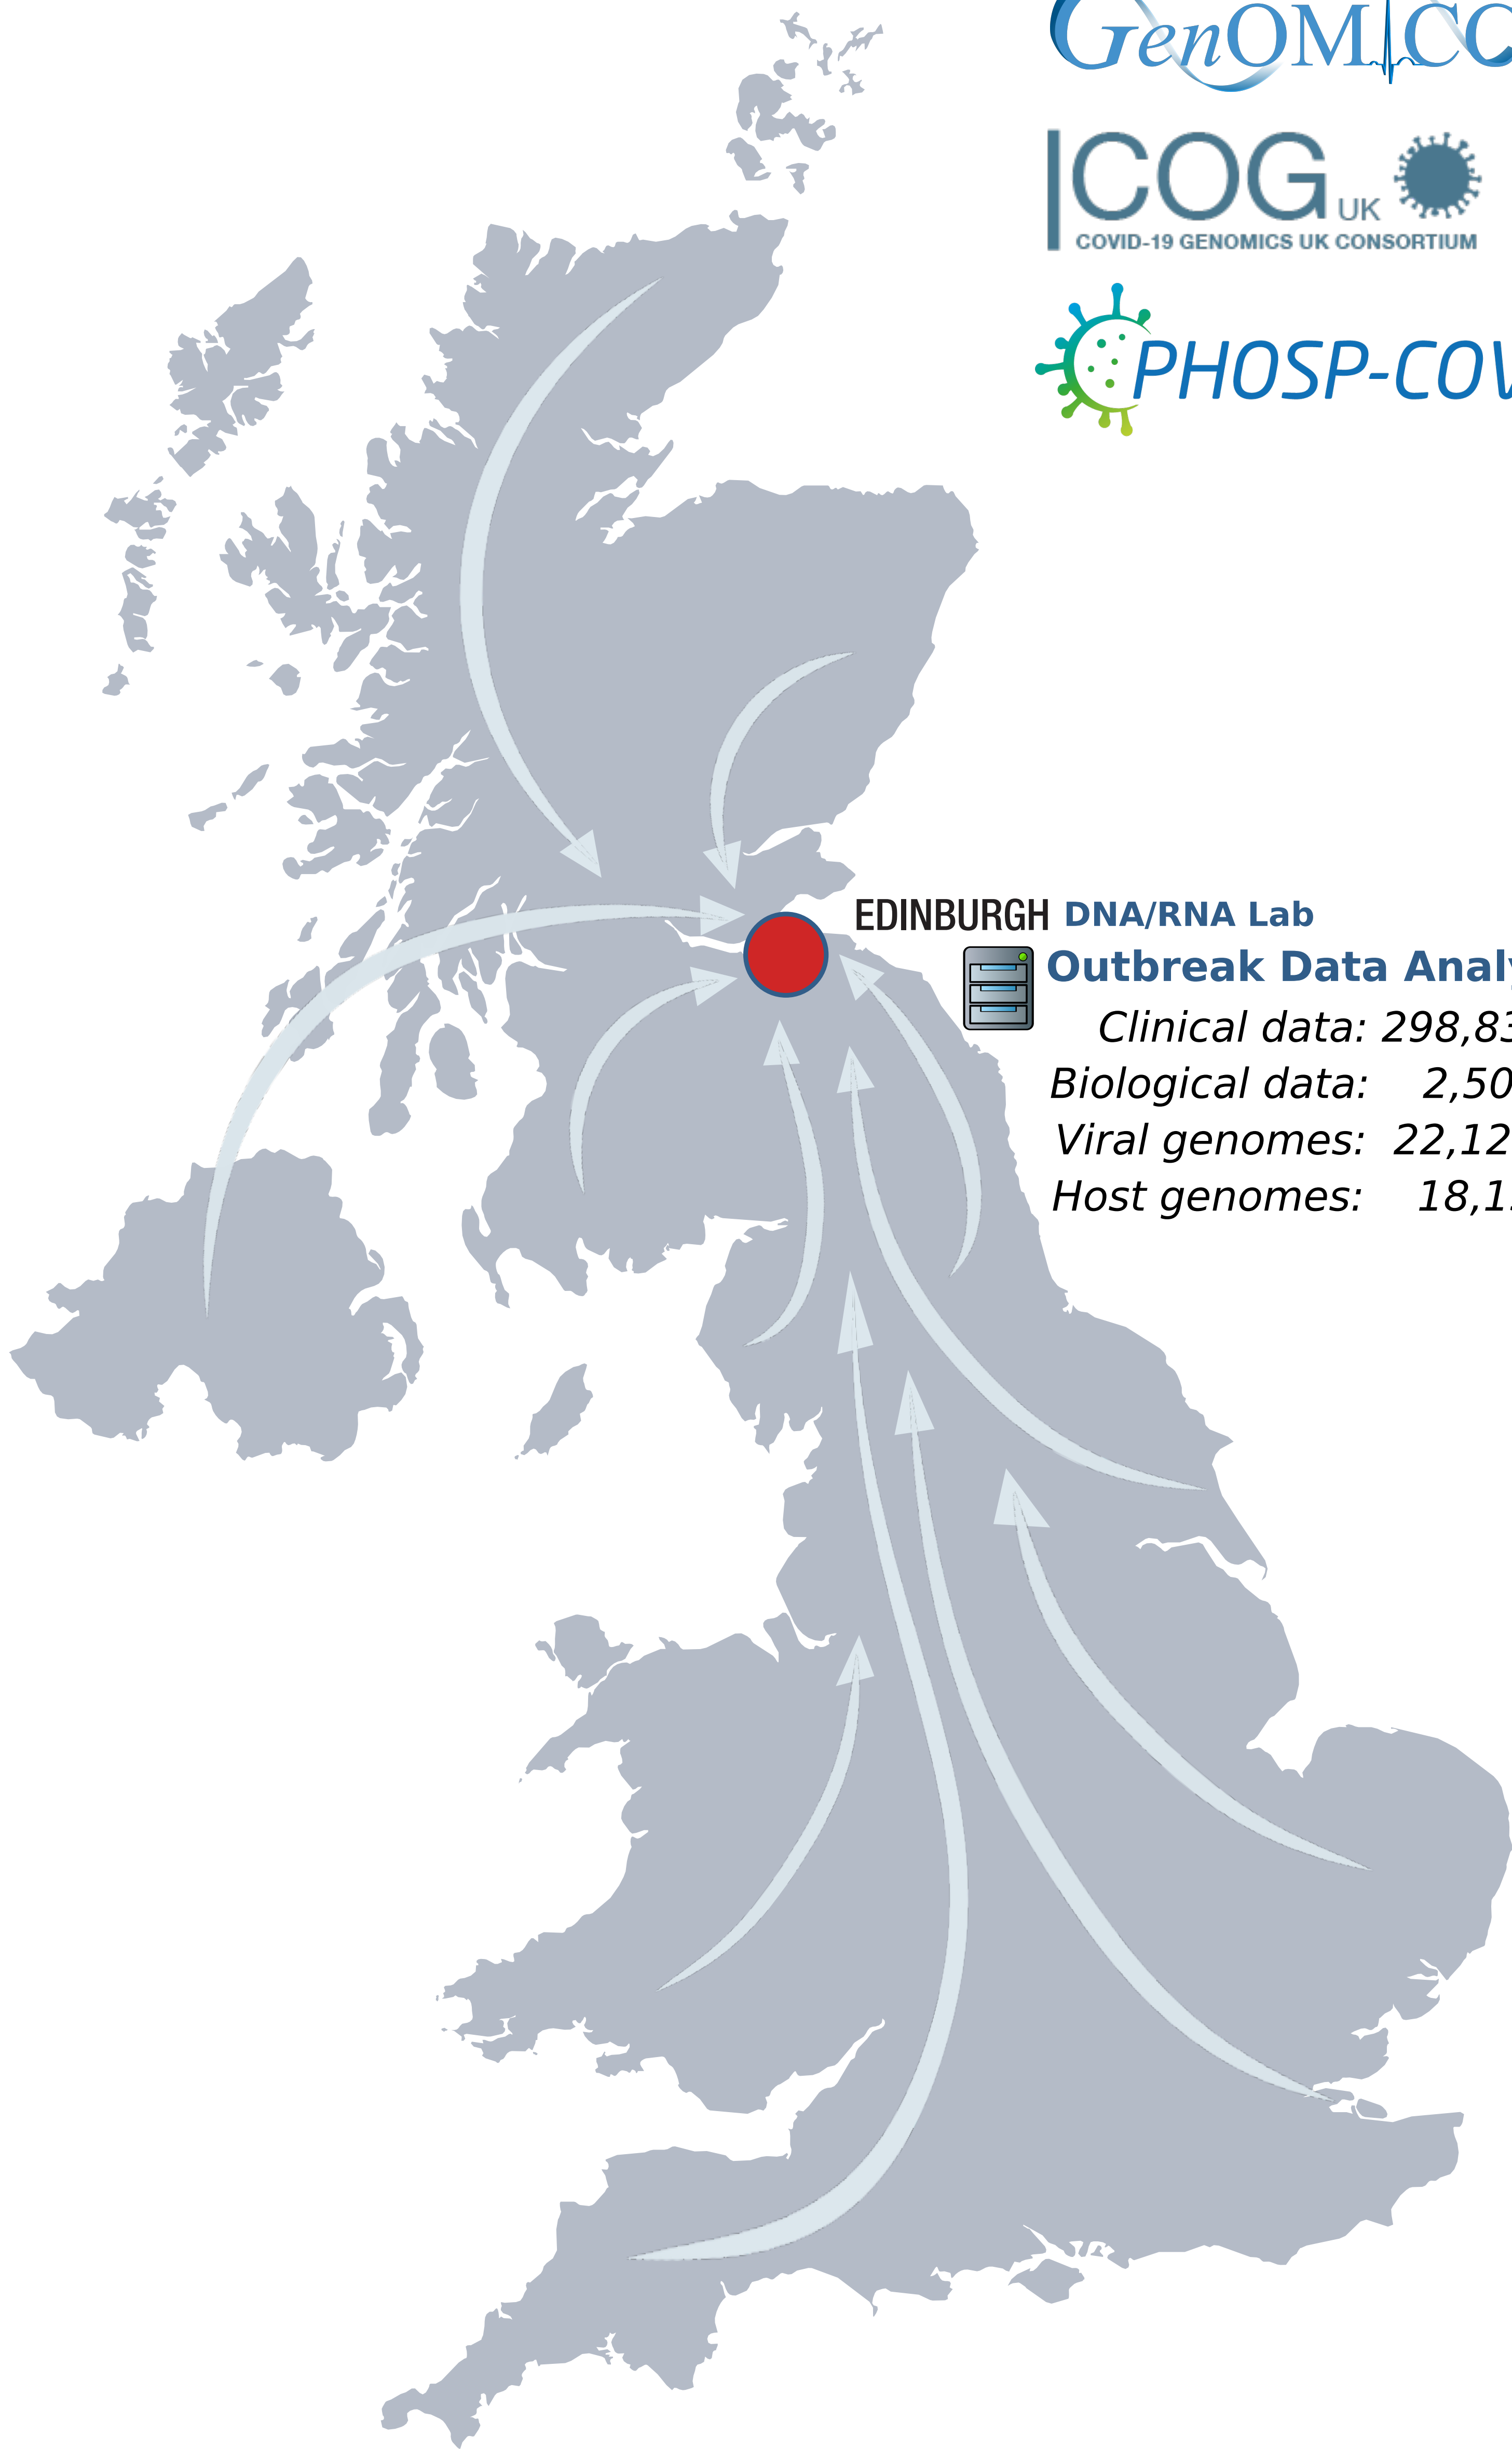 GenOMICC
COG UK
COVID-19 GENOMICS UK CONSORTIUM
PHOSP-COV
EDINBURGH DNA/RNA Lab
Outbreak Data Analy
Clinical data: 298,83
Biological data: 2,50
Viral genomes: 22,12
Host genomes: 18,1